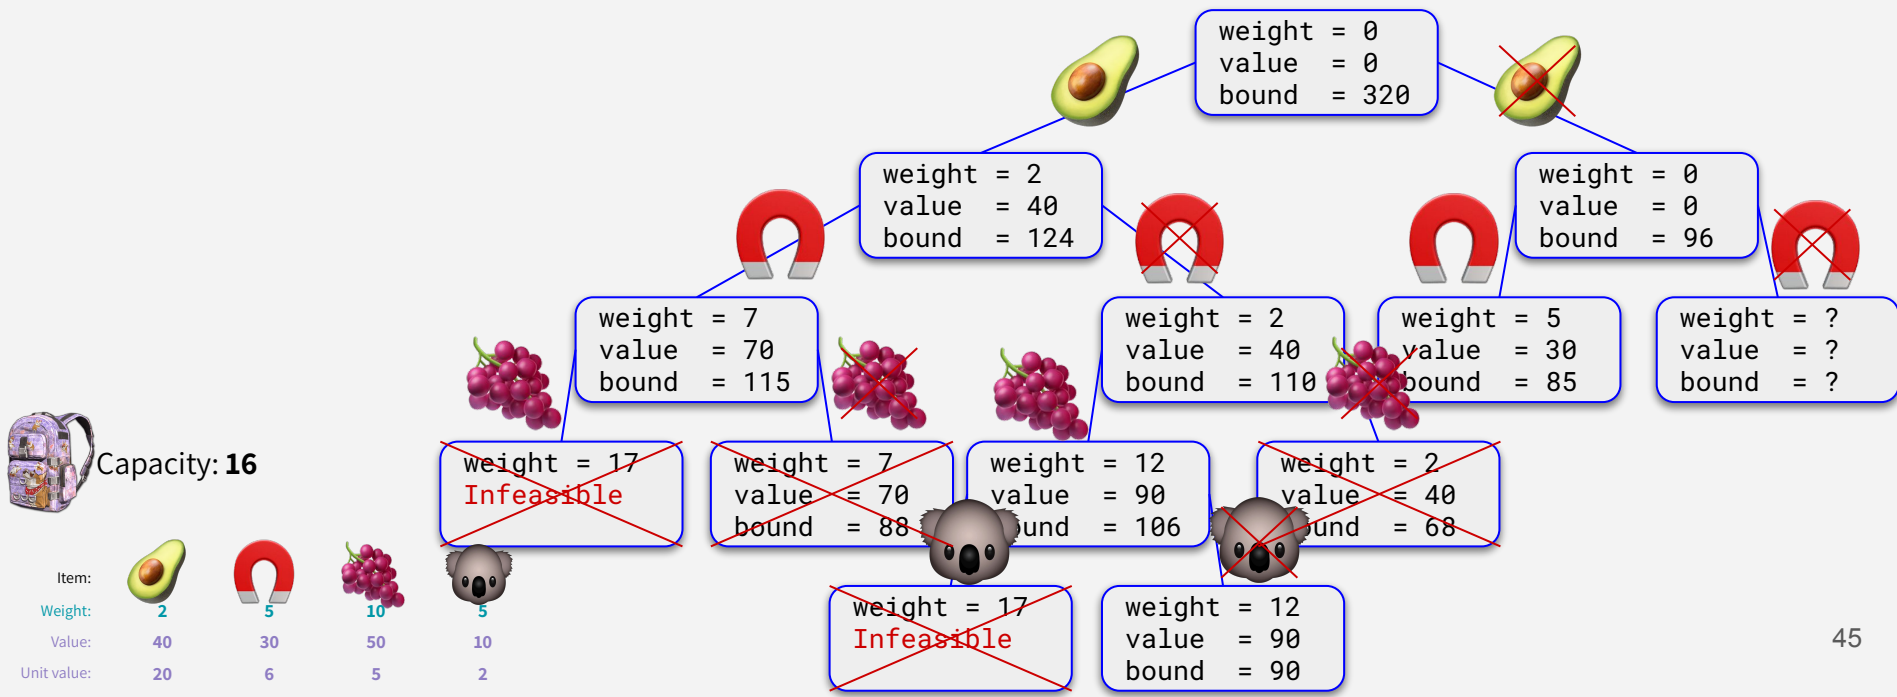 weight = 0
value = 0
bound = 320
weight = 2
value = 40
bound = 124
weight = 0
value = 0
bound = 96
weight = 7
value = 70
bound = 115
weight = 2
value = 40
bound = 110
weight = 5
value = 30
bound = 85
weight = ?
value = ?
bound = ?
weight = 17
Infeasible
weight = 7
value = 70
bound = 88
weight = 12
value = 90
bound = 106
weight = 2
value = 40
bound = 68
weight = 17
Infeasible
weight = 12
value = 90
bound = 90
Capacity: 16
Item:
Weight: 2 5 10 5
Value: 40 30 50 10
Unit value: 20 6 5 2
45